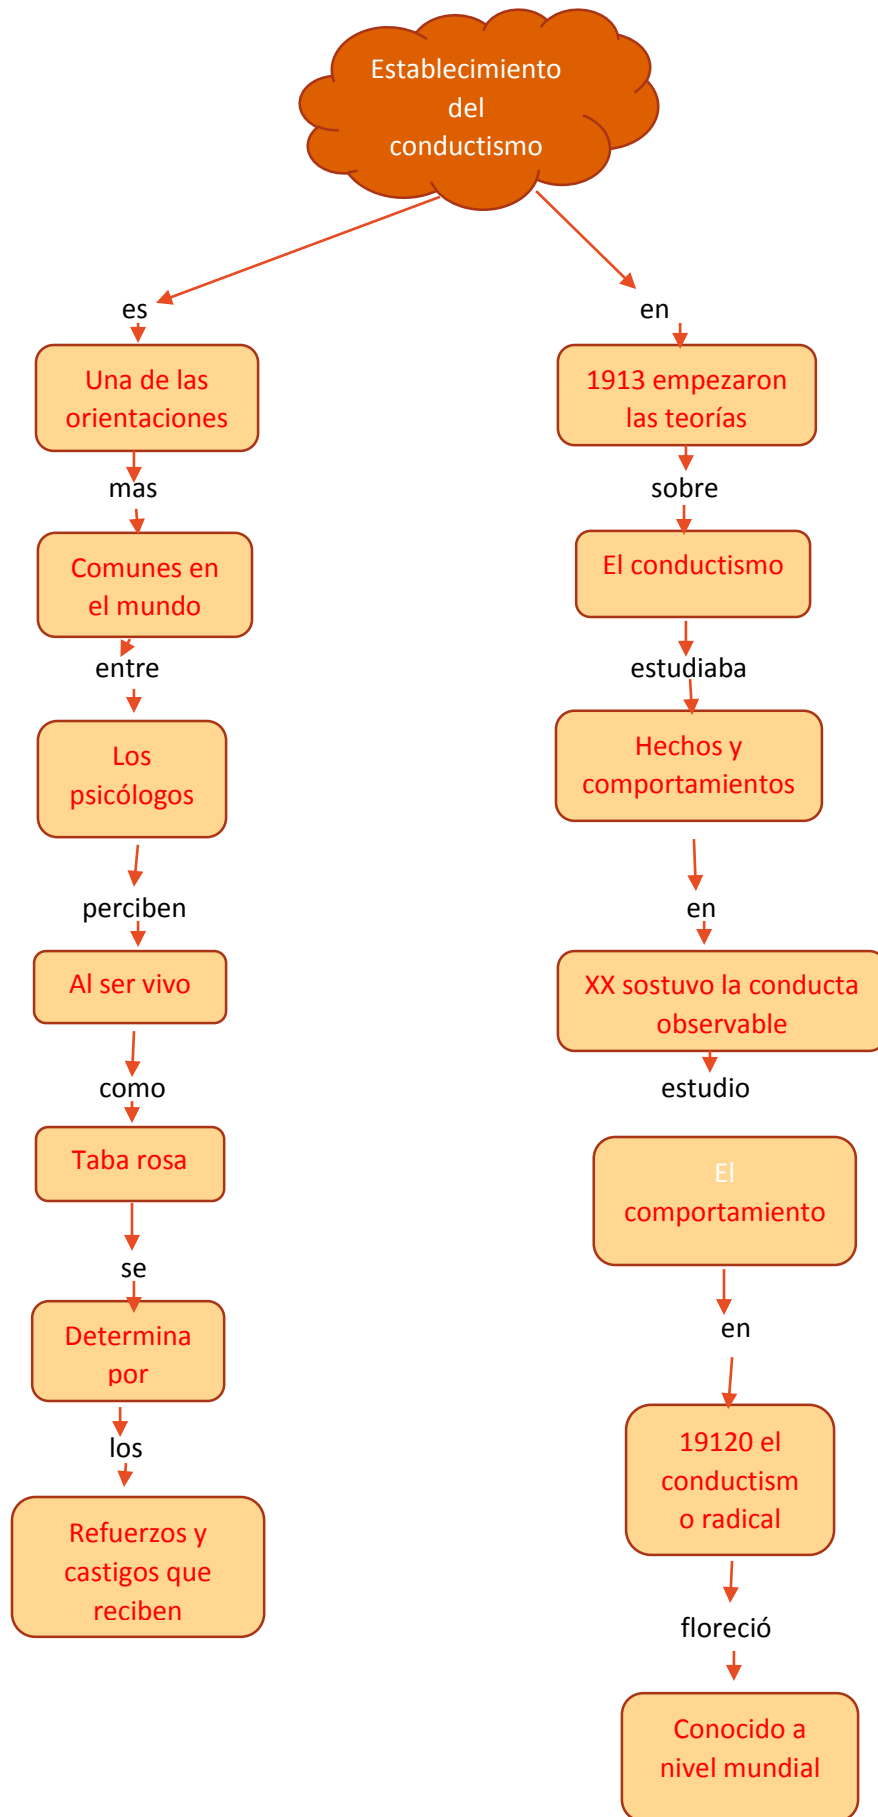 Establecimiento
del
conductismo
es
Una de las
orientaciones
mas
Comunes en
el mundo
entre
Los
psicólogos
perciben
Al ser vivo
como
Taba rosa
se
Determina
por
los
Refuerzos y
castigos que
reciben
en
1913 empezaron
las teorías
sobre
El conductismo
estudiaba
Hechos y
comportamientos
en
XX sostuvo la conducta
observable
estudio
El
comportamiento
en
19120 el
conductism
o radical
floreció
Conocido a
nivel mundial